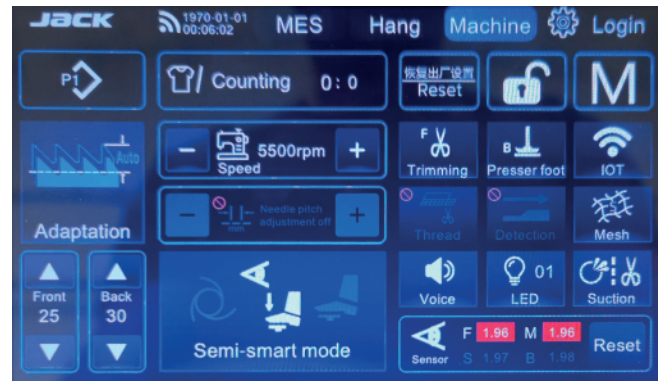 JACK
1970-01-01
00:06:02
MES
Hang
Machine
Login
P1
/ Counting 0:0
恢复出厂设置
Reset
M
Auto
Adaptation
5500rpm
Speed
mm
Needle pitch
adjustment off
F
Trimming
B
Presser foot
IOT
Thread
Detection
Mesh
Front
25
Back
30
Semi-smart mode
Voice
01
LED
Suction
Sensor
F 1.96 M 1.96
S 1.97 B 1.98
Reset